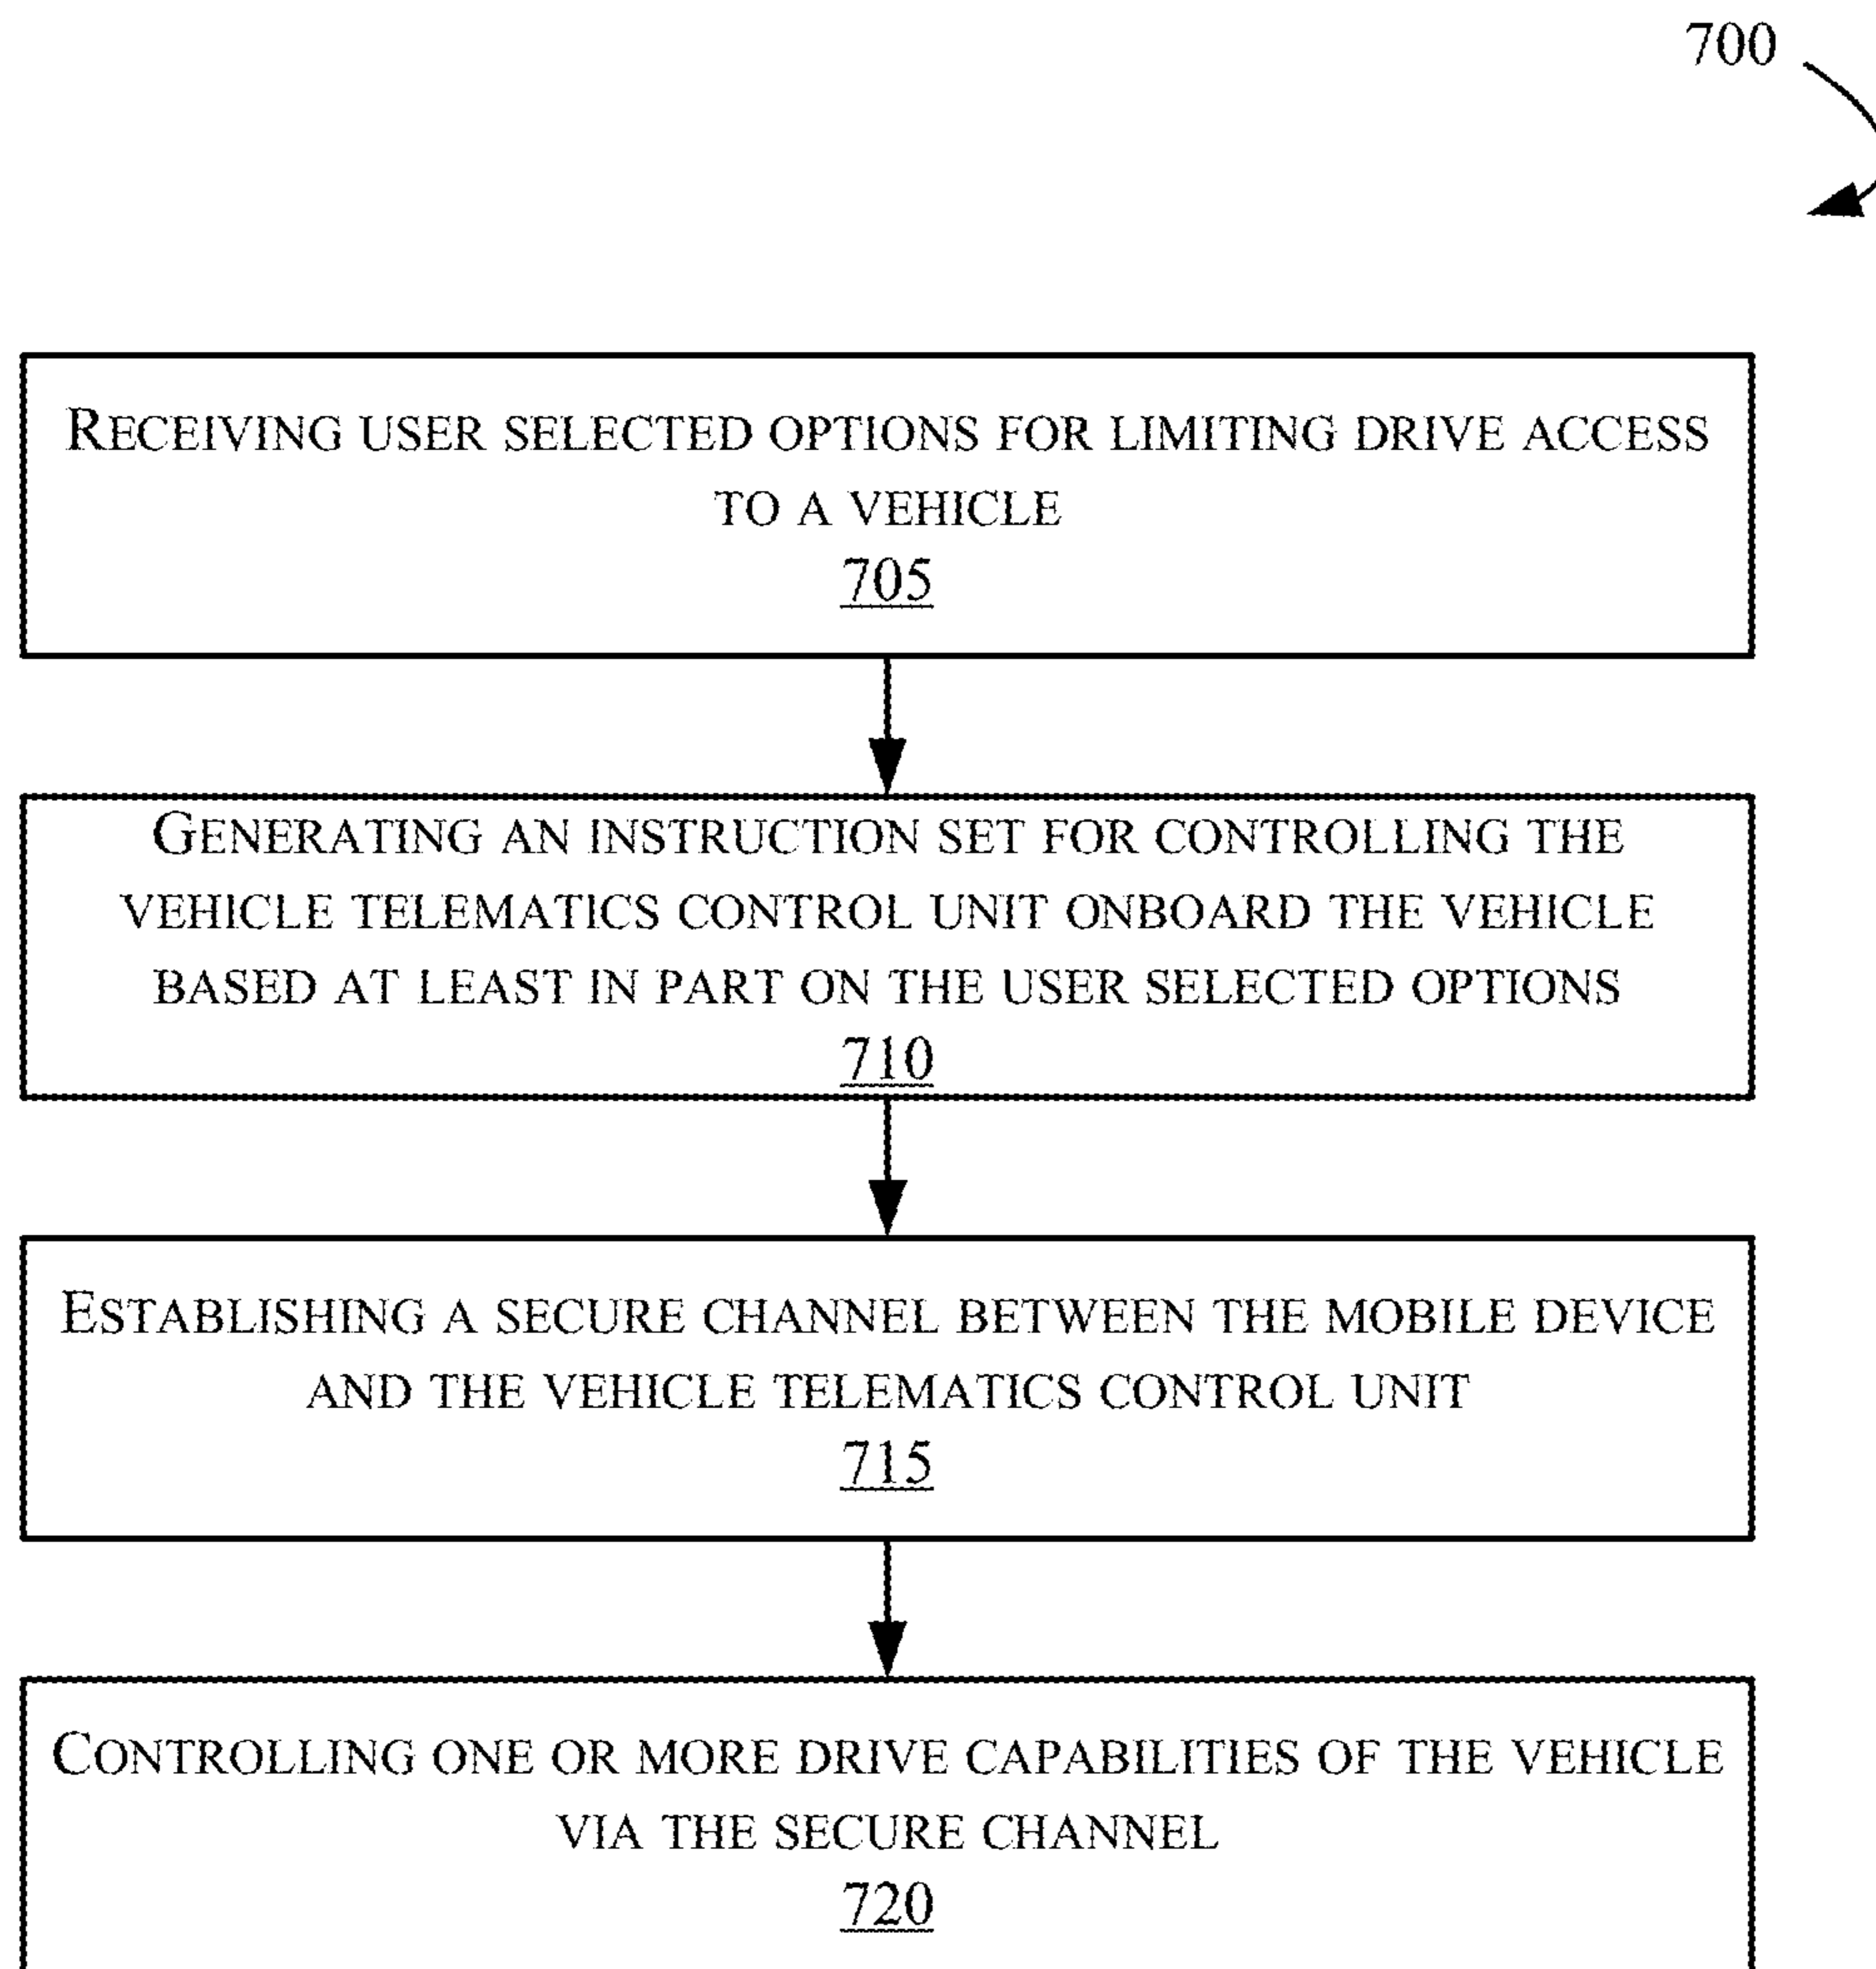 700
RECEIVING USER SELECTED OPTIONS FOR LIMITING DRIVE ACCESS
TO A VEHICLE
705
GENERATING AN INSTRUCTION SET FOR CONTROLLING THE
VEHICLE TELEMATICS CONTROL UNIT ONBOARD THE VEHICLE
BASED AT LEAST IN PART ON THE USER SELECTED OPTIONS
710
ESTABLISHING A SECURE CHANNEL BETWEEN THE MOBILE DEVICE
AND THE VEHICLE TELEMATICS CONTROL UNIT
715
CONTROLLING ONE OR MORE DRIVE CAPABILITIES OF THE VEHICLE
VIA THE SECURE CHANNEL
720